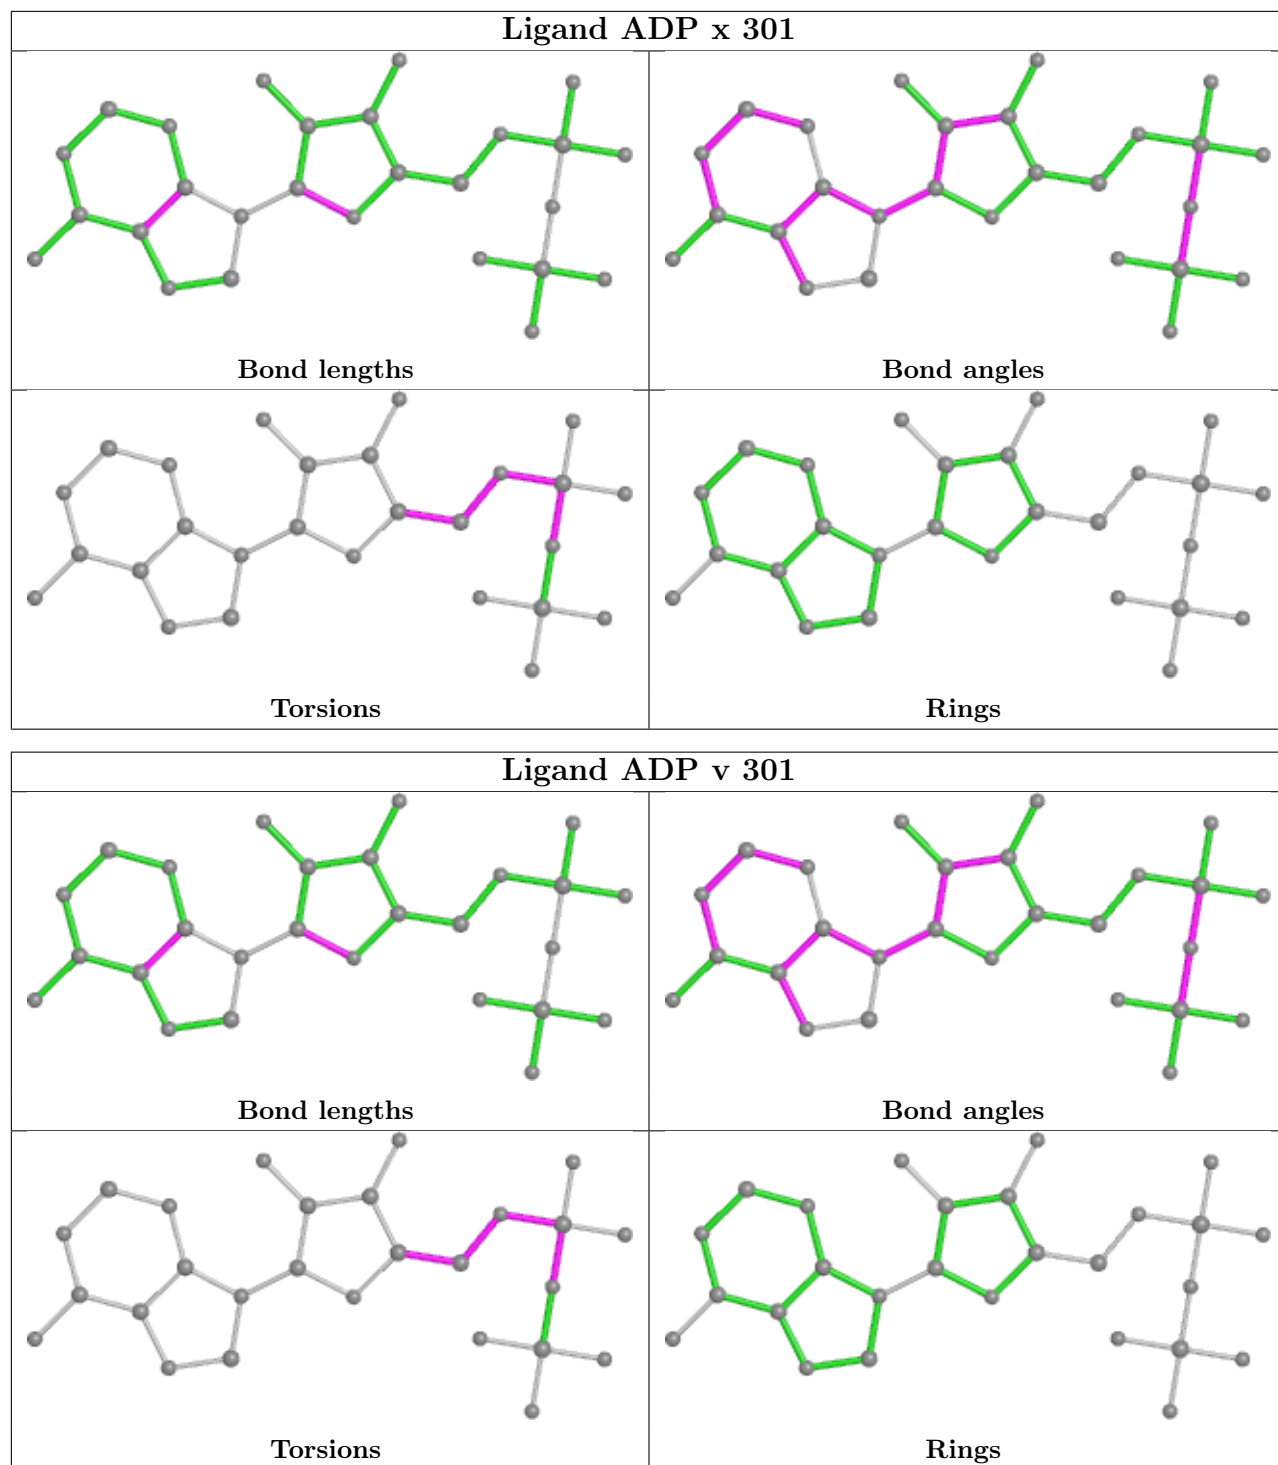 Ligand ADP x 301
Bond lengths
Bond angles
Torsions
Rings
Ligand ADP v 301
Bond lengths
Bond angles
Torsions
Rings